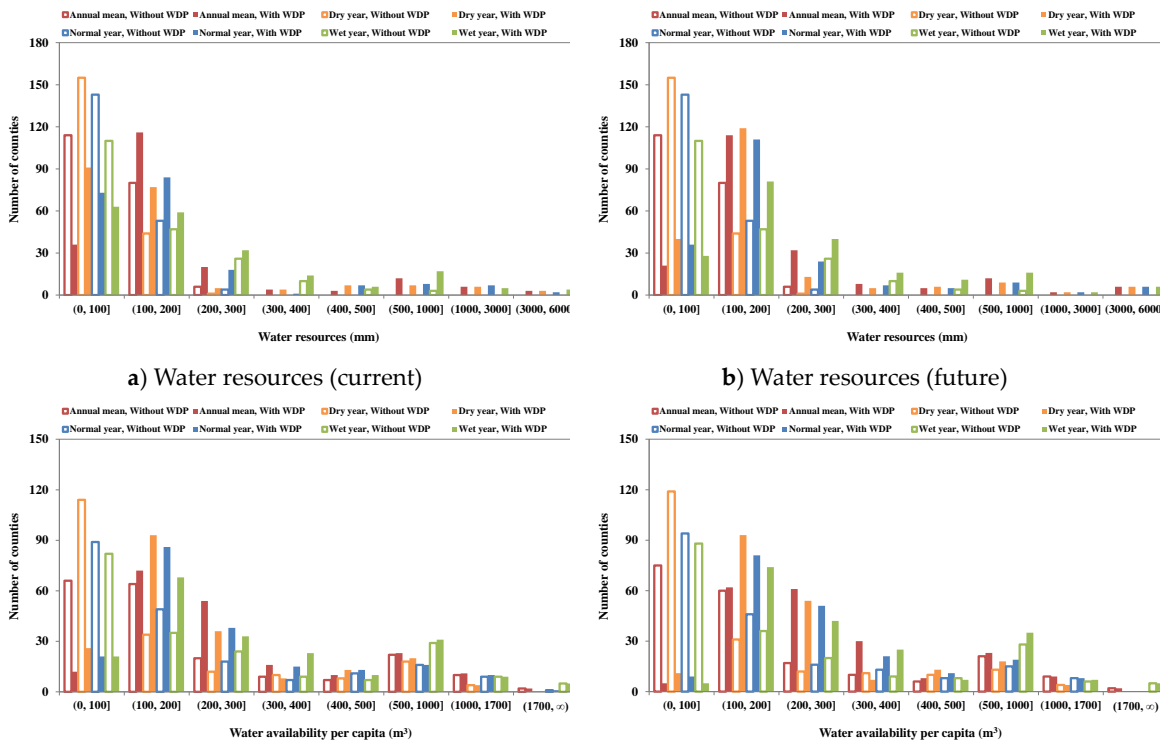 Annual mean, Without WDP Annual mean, With WDP Dry year, Without WDP Dry year, With WDP
Normal year, Without WDP Normal year, With WDP Wet year, Without WDP Wet year, With WDP
180
150
120
90
60
30
0
Number of counties
(0, 100] (100, 200] (200, 300] (300, 400] (400, 500] (500, 1000] (1000, 3000] (3000, 6000
Water resources (mm)
a) Water resources (current)
Annual mean, Without WDP Annual mean, With WDP Dry year, Without WDP Dry year, With WDP
Normal year, Without WDP Normal year, With WDP Wet year, Without WDP Wet year, With WDP
180
150
120
90
60
30
0
Number of counties
(0, 100] (100, 200] (200, 300] (300, 400] (400, 500] (500, 1000] (1000, 3000] (3000, 6000
Water resources (mm)
b) Water resources (future)
Annual mean, Without WDP Annual mean, With WDP Dry year, Without WDP Dry year, With WDP
Normal year, Without WDP Normal year, With WDP Wet year, Without WDP Wet year, With WDP
150
120
90
60
30
0
Number of counties
(0, 100] (100, 200] (200, 300] (300, 400] (400, 500] (500, 1000] (1000, 1700] (1700, ∞)
Water availability per capita (m³)
Annual mean, Without WDP Annual mean, With WDP Dry year, Without WDP Dry year, With WDP
Normal year, Without WDP Normal year, With WDP Wet year, Without WDP Wet year, With WDP
150
120
90
60
30
0
Number of counties
(0, 100] (100, 200] (200, 300] (300, 400] (400, 500] (500, 1000] (1000, 1700] (1700, ∞)
Water availability per capita (m³)